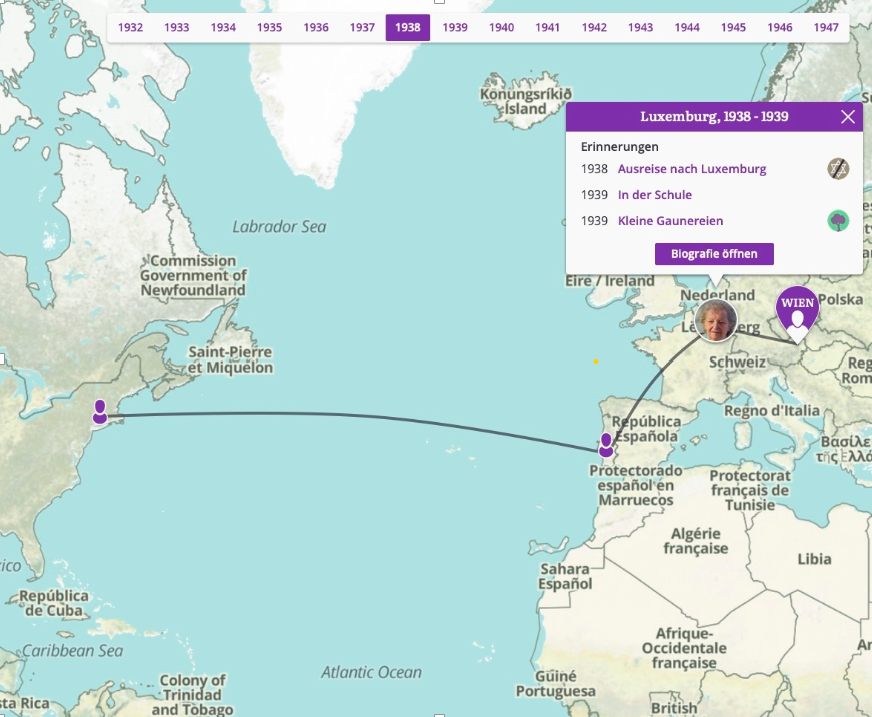 1932 1933 1934 1935 1936 1937 1938 1939 1940 1941 1942 1943 1944 1945 1946 1947
Konungsríkið
Ísland
Luxemburg, 1938 - 1939
Erinnerungen
1938 Ausreise nach Luxemburg
1939 In der Schule
1939 Kleine Gaunereien
Biografie öffnen
Labrador Sea
Commission
Government of
Newfoundland
Éire / Ireland
Nederland
WIEN
Polska
Saint-Pierre
et Miquelon
Schweiz
Regno d'Italia
República
Española
Protectorado
español en
Marruecos
Protectorat
français de
Tunisie
Algérie
française
Libia
Sahara
Español
República
de Cuba
Caribbean Sea
Afrique-
Occidentale
française
Atlantic Ocean
Colony of
Trinidad
and Tobago
Guiné
Portuguesa
British